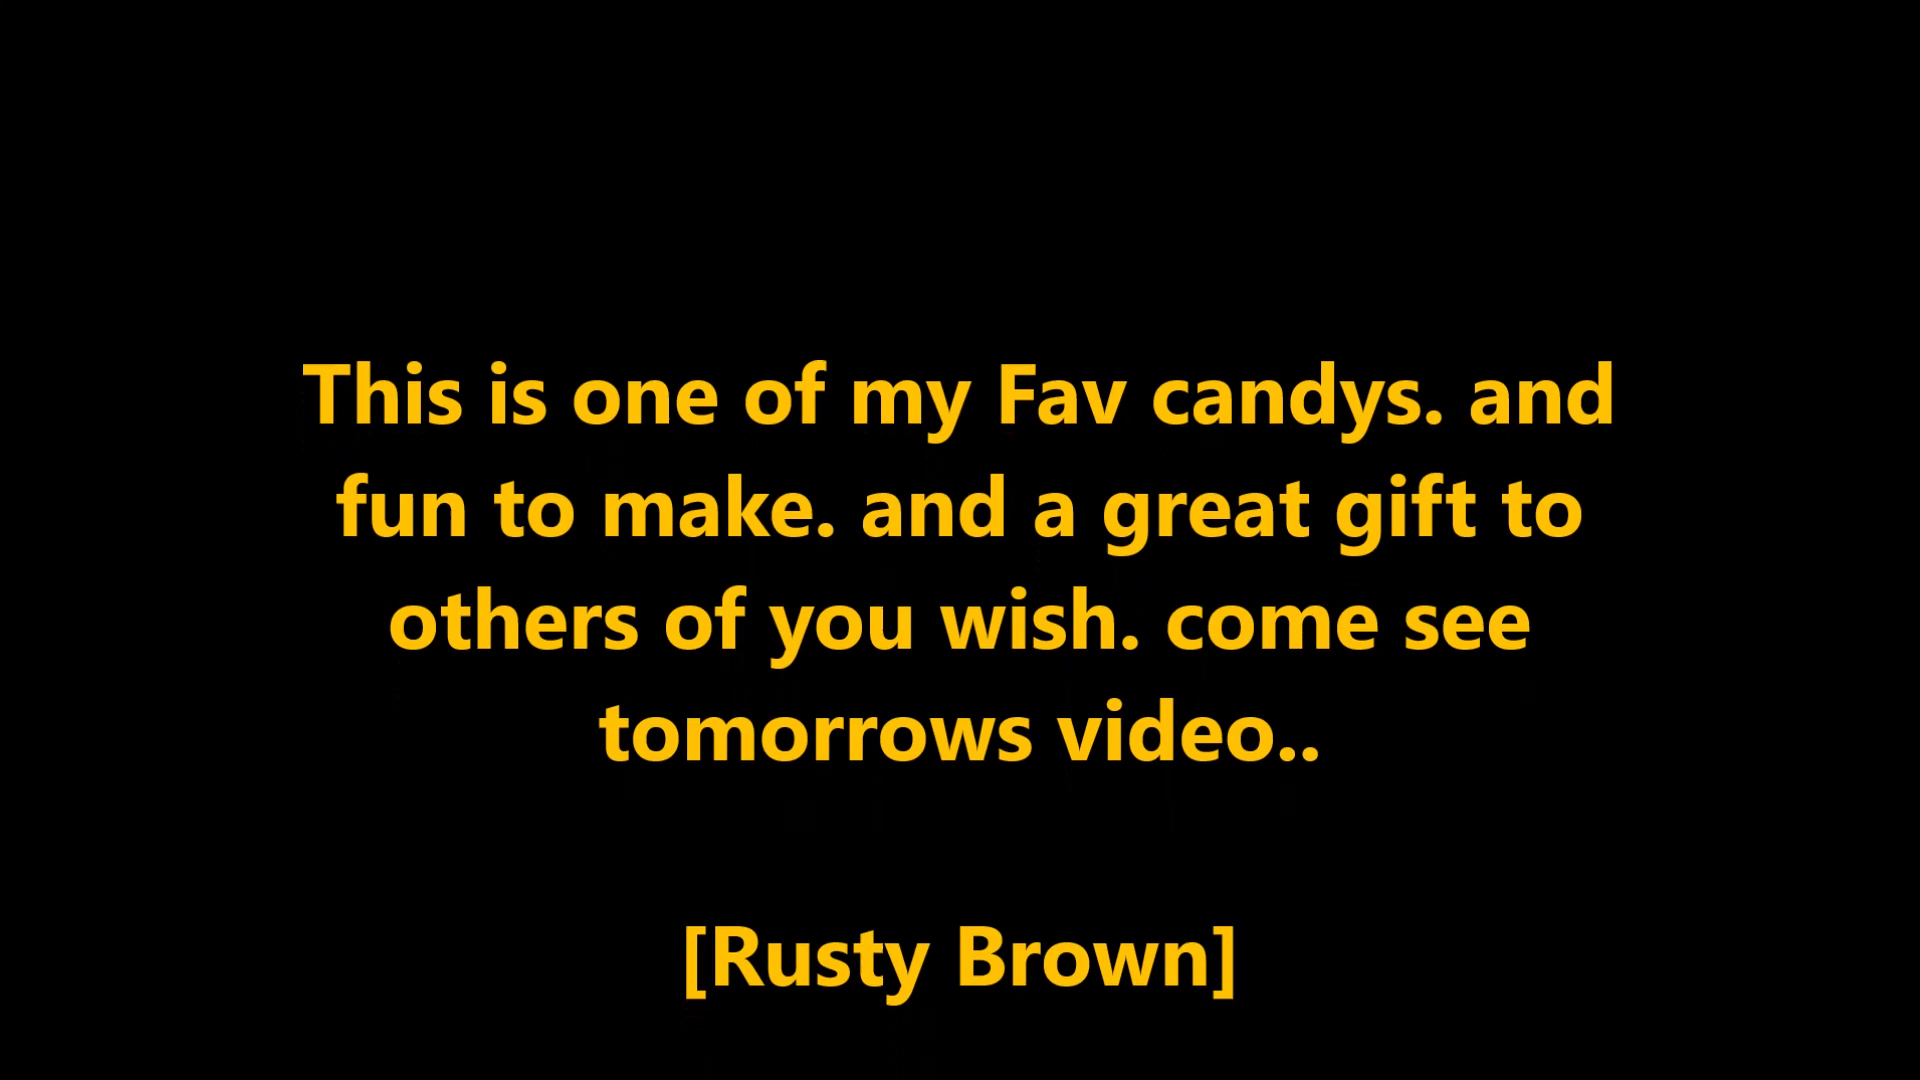 This is one of my Fav candys. and
fun to make. and a great gift to
others of you wish. come see
tomorrows video..
[Rusty Brown]